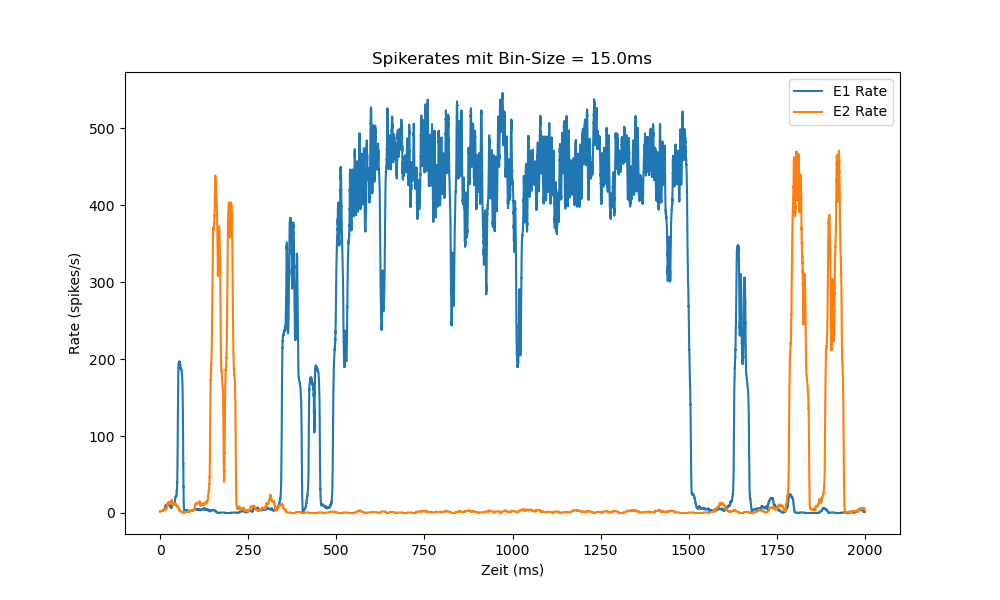 Spikerates mit Bin-Size = 15.0ms
E1 Rate
E2 Rate
Rate (spikes/s)
500
400
300
200
100
0
0 250 500 750 1000 1250 1500 1750 2000
Zeit (ms)